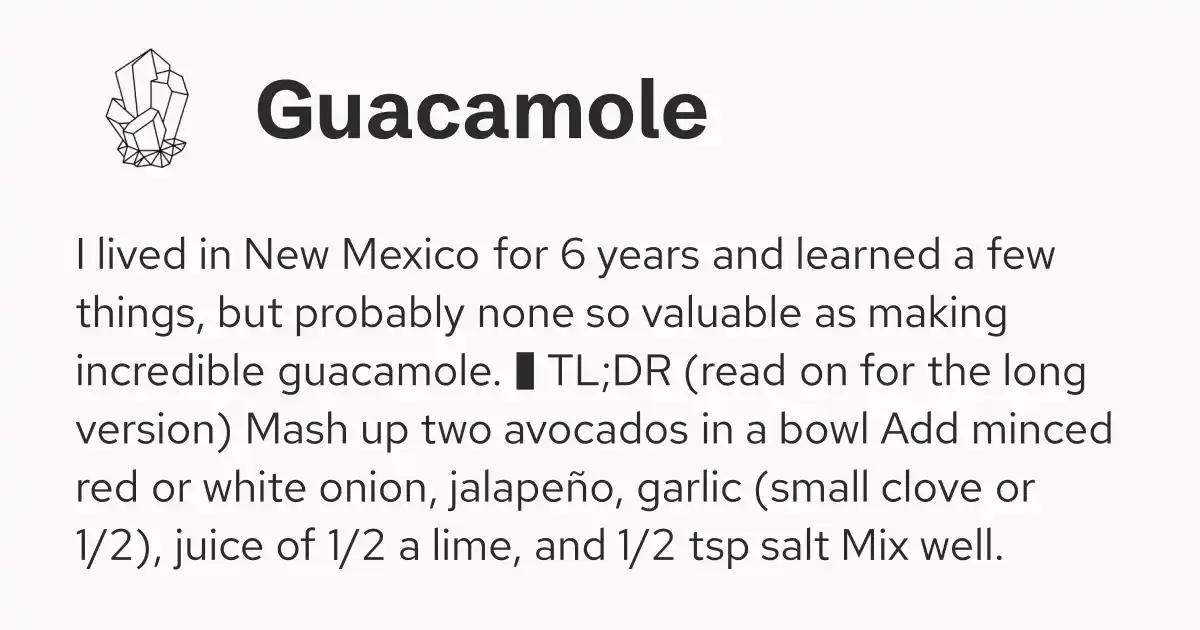 Guacamole
I lived in New Mexico for 6 years and learned a few
things, but probably none so valuable as making
incredible guacamole. ▮ TL;DR (read on for the long
version) Mash up two avocados in a bowl Add minced
red or white onion, jalapeño, garlic (small clove or
1/2), juice of 1/2 a lime, and 1/2 tsp salt Mix well.